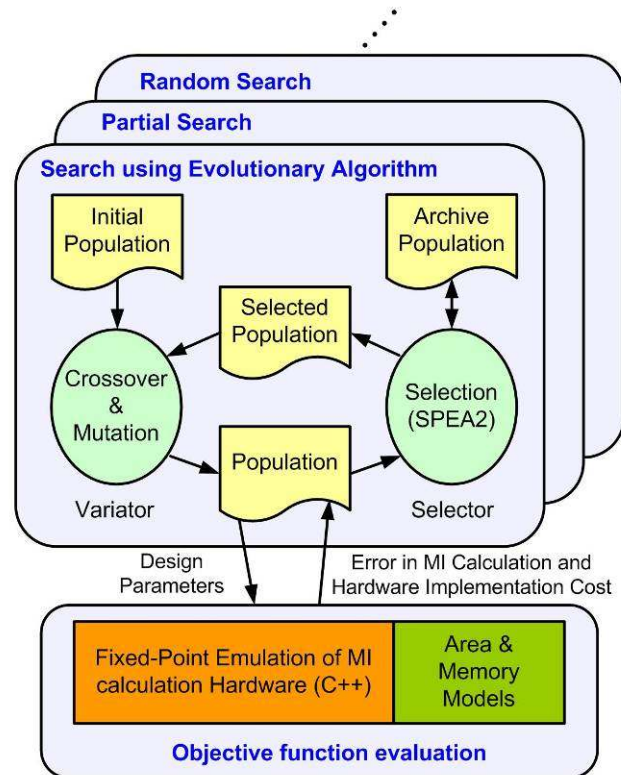 Random Search
Partial Search
Search using Evolutionary Algorithm
Initial
Population
Archive
Population
Selected
Population
Crossover
&
Mutation
Selection
(SPEA2)
Population
Variator
Selector
Design
Parameters
Error in MI Calculation and
Hardware Implementation Cost
Fixed-Point Emulation of MI
calculation Hardware (C++)
Area &
Memory
Models
Objective function evaluation